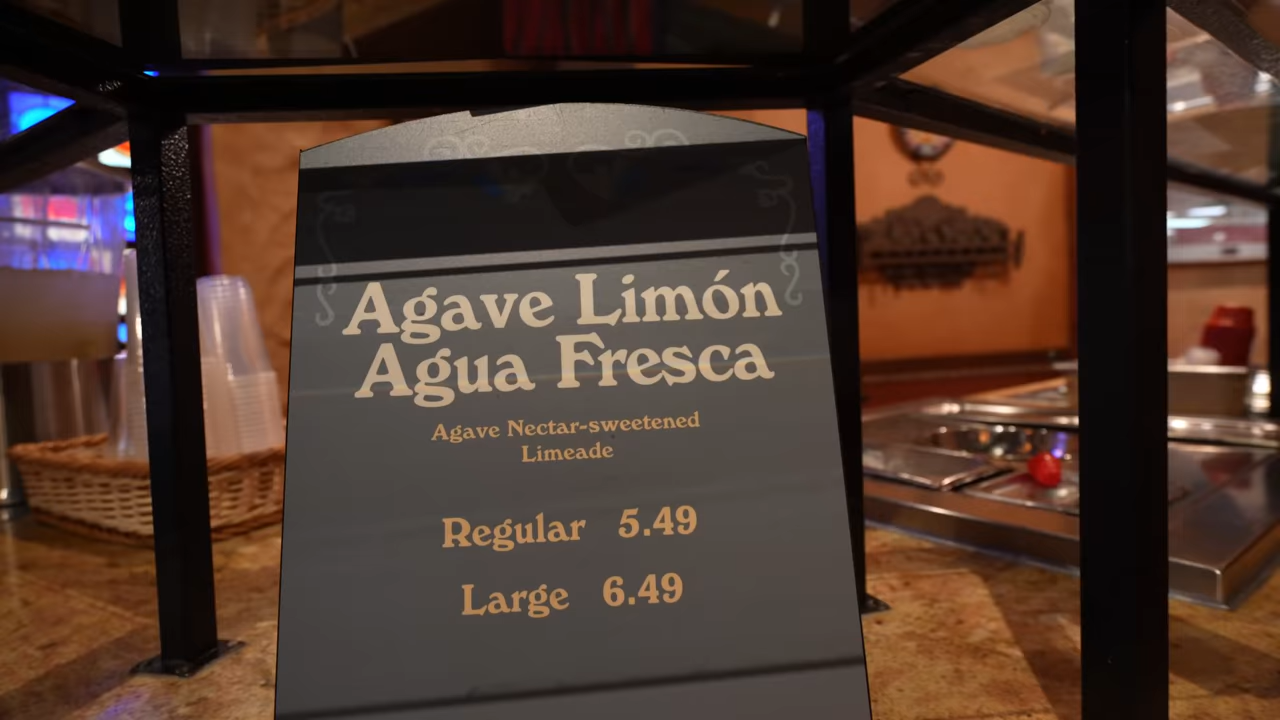 Agave Limón
Agua Fresca
Agave Nectar-sweetened
Limeade
Regular 5.49
Large 6.49